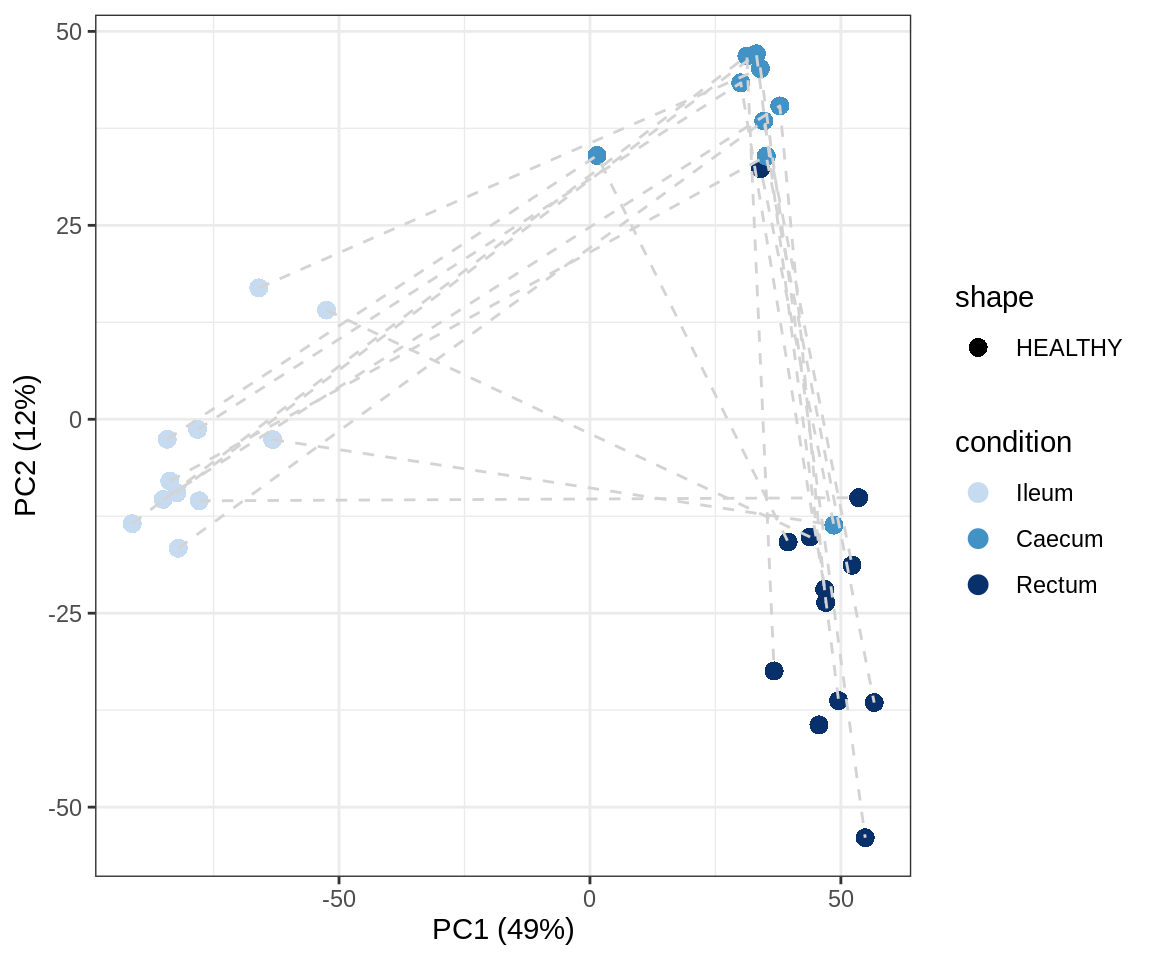 50
25
0
-25
-50
PC2 (12%)
-50
0
50
PC1 (49%)
shape
HEALTHY
condition
Ileum
Caecum
Rectum